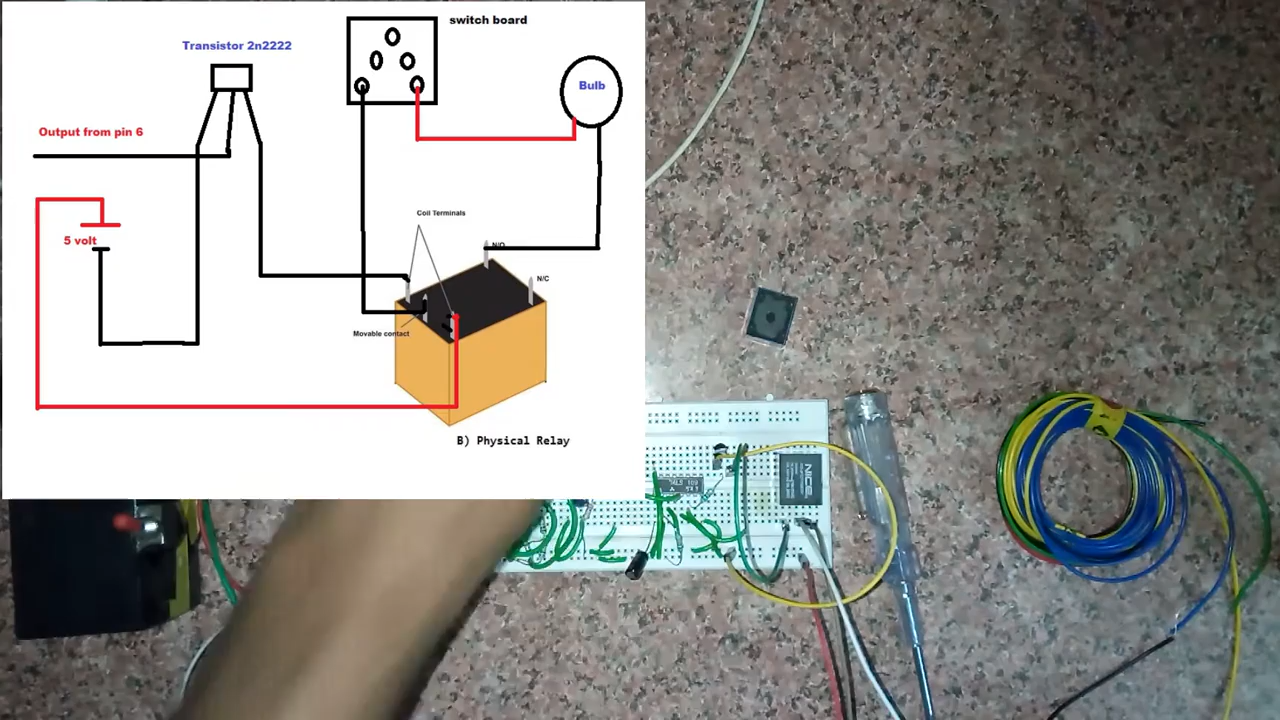 switch board
Transistor 2n2222
Bulb
Output from pin 6
Coil Terminals
5 volt
N/O
N/C
Movable contact
B) Physical Relay
NICE